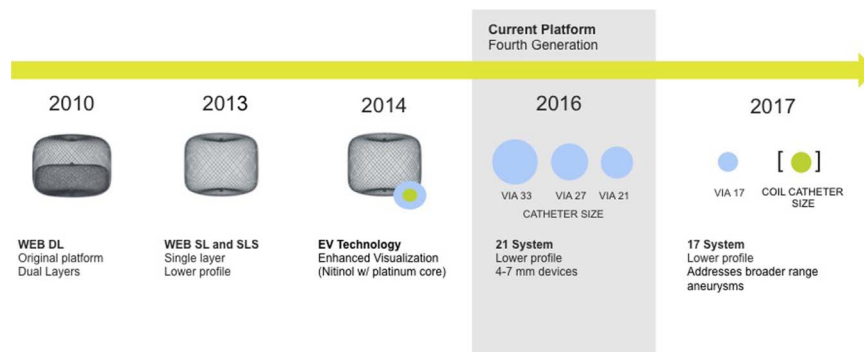 Current Platform
Fourth Generation
2010
2013
2014
2016
2017
VIA 33
VIA 27
VIA 21
CATHETER SIZE
VIA 17
[ ]
COIL CATHETER
SIZE
WEB DL
Original platform
Dual Layers
WEB SL and SLS
Single layer
Lower profile
EV Technology
Enhanced Visualization
(Nitinol w/ platinum core)
21 System
Lower profile
4-7 mm devices
17 System
Lower profile
Addresses broader range
aneurysms